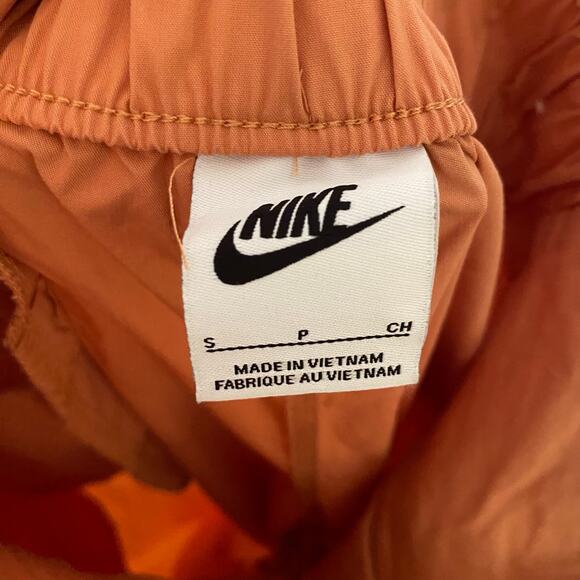 NIKE
S P CH
MADE IN VIETNAM
FABRIQUE AU VIETNAM